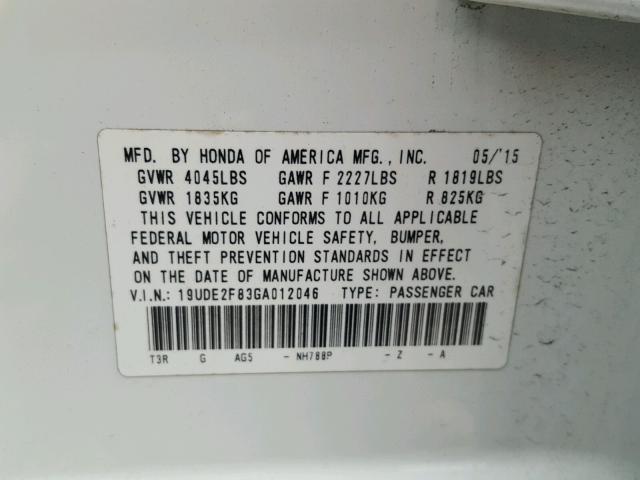 MFD. BY HONDA OF AMERICA MFG., INC. 05/'15
GVWR 4045LBS GAWR F 2227LBS R 1819LBS
GVWR 1835KG GAWR F 1010KG R 825KG
THIS VEHICLE CONFORMS TO ALL APPLICABLE
FEDERAL MOTOR VEHICLE SAFETY, BUMPER,
AND THEFT PREVENTION STANDARDS IN EFFECT
ON THE DATE OF MANUFACTURE SHOWN ABOVE.
V.I.N.: 19UDE2F83GA012046 TYPE: PASSENGER CAR
T3R G AG5 - NH788P - Z - A